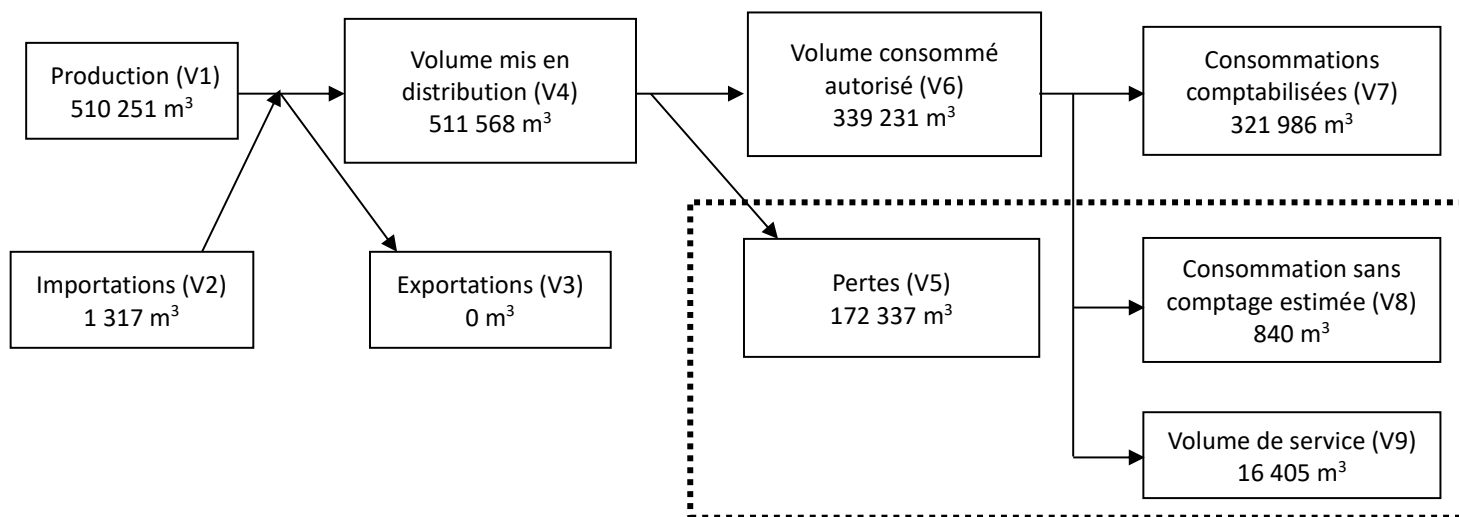 Production (V1)
510 251 m³
Volume mis en
distribution (V4)
511 568 m³
Volume consommé
autorisé (V6)
339 231 m³
Consommations
comptabilisées (V7)
321 986 m³
Importations (V2)
1 317 m³
Exportations (V3)
0 m³
Pertes (V5)
172 337 m³
Consommation sans
comptage estimée (V8)
840 m³
Volume de service (V9)
16 405 m³